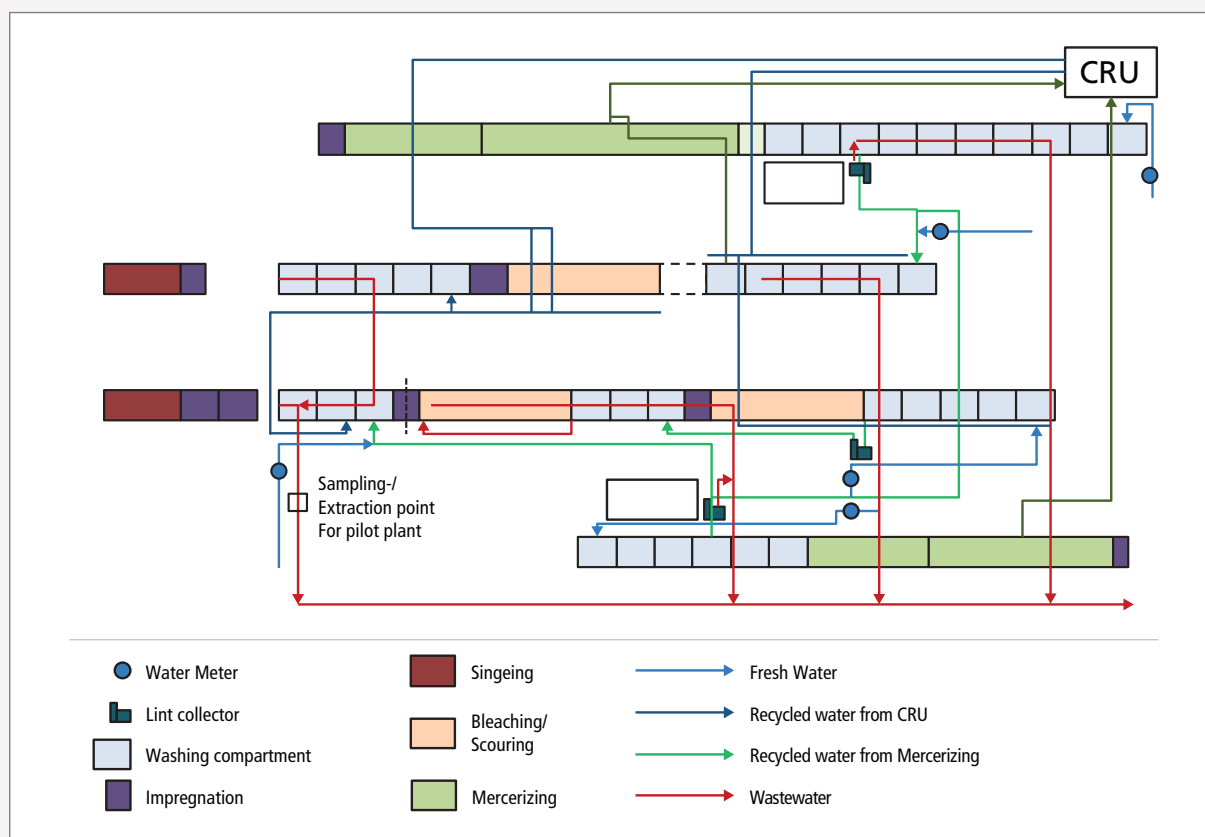 CRU
Sampling-/
Extraction point
For pilot plant
Water Meter
Lint collector
Washing compartment
Impregnation
Singeing
Bleaching/
Scouring
Mercerizing
Fresh Water
Recycled water from CRU
Recycled water from Mercerizing
Wastewater